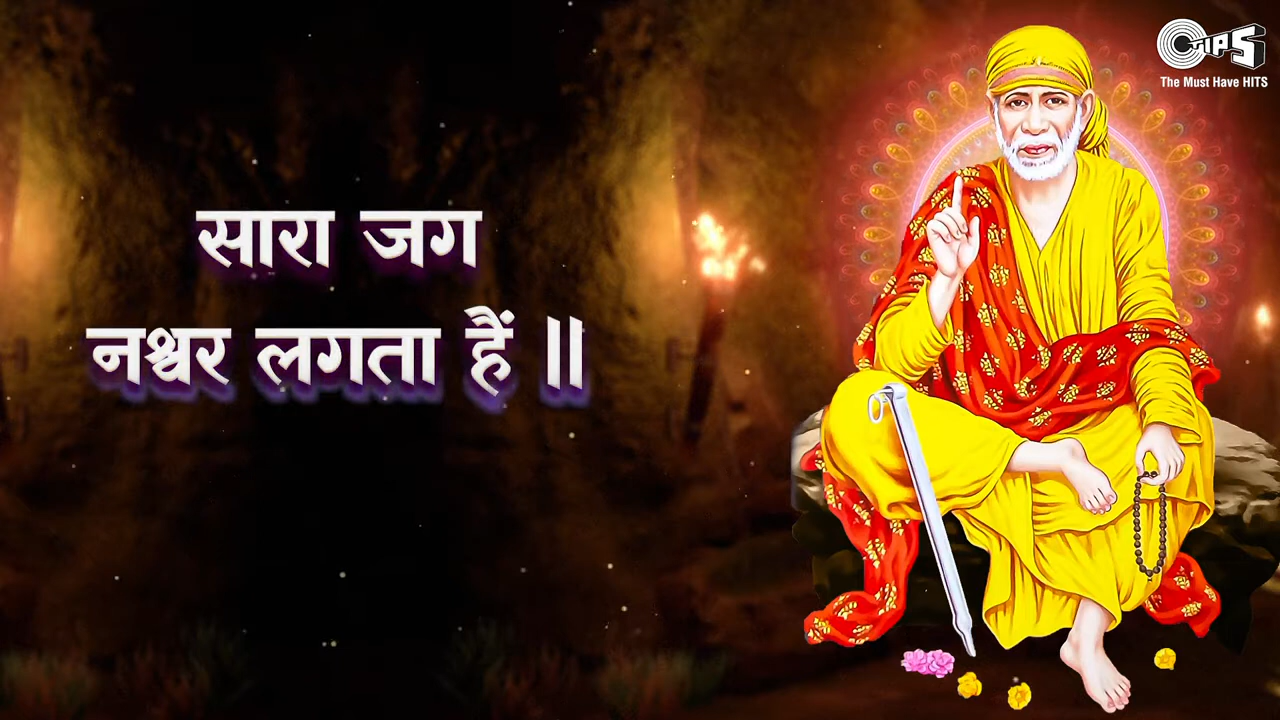 सारा जग
नश्वर लगता हैं ॥
TIPS
The Must Have HITS